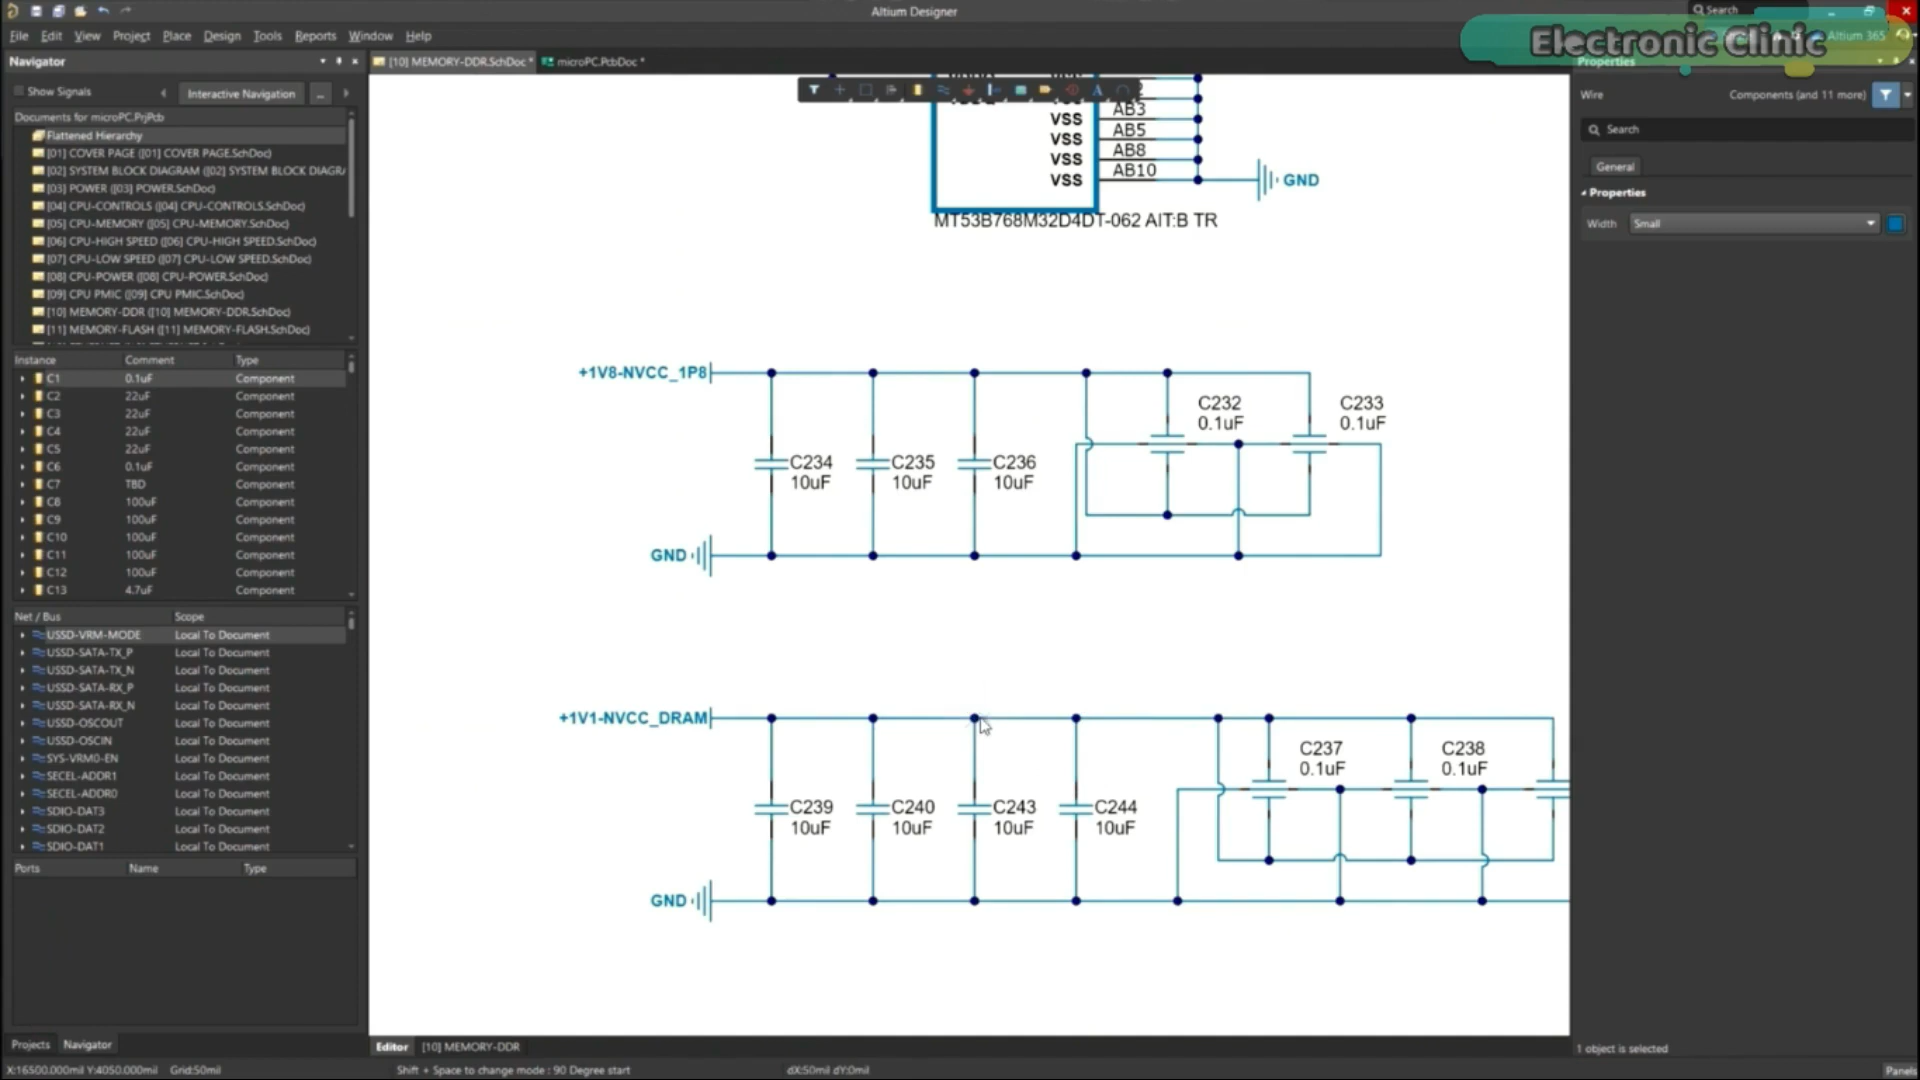 Altium Designer
Search
Electronic Clinic
Altium 365
File Edit View Project Place Design Tools Reports Window Help
Navigator
[10] MEMORY-DDR.SchDoc *
microPC.PcbDoc *
Properties
Show Signals
Interactive Navigation
...
Wire
Components (and 11 more)
Search
General
Properties
Width
Small
Documents for microPC.PrjPcb
Flattened Hierarchy
[01] COVER PAGE ([01] COVER PAGE.SchDoc)
[02] SYSTEM BLOCK DIAGRAM ([02] SYSTEM BLOCK DIAGRA
[03] POWER ([03] POWER.SchDoc)
[04] CPU-CONTROLS ([04] CPU-CONTROLS.SchDoc)
[05] CPU-MEMORY ([05] CPU-MEMORY.SchDoc)
[06] CPU-HIGH SPEED ([06] CPU-HIGH SPEED.SchDoc)
[07] CPU-LOW SPEED ([07] CPU-LOW SPEED.SchDoc)
[08] CPU-POWER ([08] CPU-POWER.SchDoc)
[09] CPU PMIC ([09] CPU PMIC.SchDoc)
[10] MEMORY-DDR ([10] MEMORY-DDR.SchDoc)
[11] MEMORY-FLASH ([11] MEMORY-FLASH.SchDoc)
Instance Comment Type
C1 0.1uF Component
C2 22uF Component
C3 22uF Component
C4 22uF Component
C5 22uF Component
C6 0.1uF Component
C7 TBD Component
C8 100uF Component
C9 100uF Component
C10 100uF Component
C11 100uF Component
C12 100uF Component
C13 4.7uF Component
Net / Bus Scope
USSD-VRM-MODE Local To Document
USSD-SATA-TX_P Local To Document
USSD-SATA-TX_N Local To Document
USSD-SATA-RX_P Local To Document
USSD-SATA-RX_N Local To Document
USSD-OSCOUT Local To Document
USSD-OSCIN Local To Document
SYS-VRM0-EN Local To Document
SECEL-ADDR1 Local To Document
SECEL-ADDR0 Local To Document
SDIO-DAT3 Local To Document
SDIO-DAT2 Local To Document
SDIO-DAT1 Local To Document
Ports Name Type
VSS AB3
VSS AB5
VSS AB8
VSS AB10
GND
MT53B768M32D4DT-062 AIT:B TR
+1V8-NVCC_1P8
C232
0.1uF
C233
0.1uF
C234
10uF
C235
10uF
C236
10uF
GND
+1V1-NVCC_DRAM
C237
0.1uF
C238
0.1uF
C239
10uF
C240
10uF
C243
10uF
C244
10uF
GND
Projects Navigator
Editor [10] MEMORY-DDR
1 object is selected
X:16500.000mil Y:4050.000mil Grid:50mil
Shift + Space to change mode : 90 Degree start
dX:50mil dY:0mil
Panels